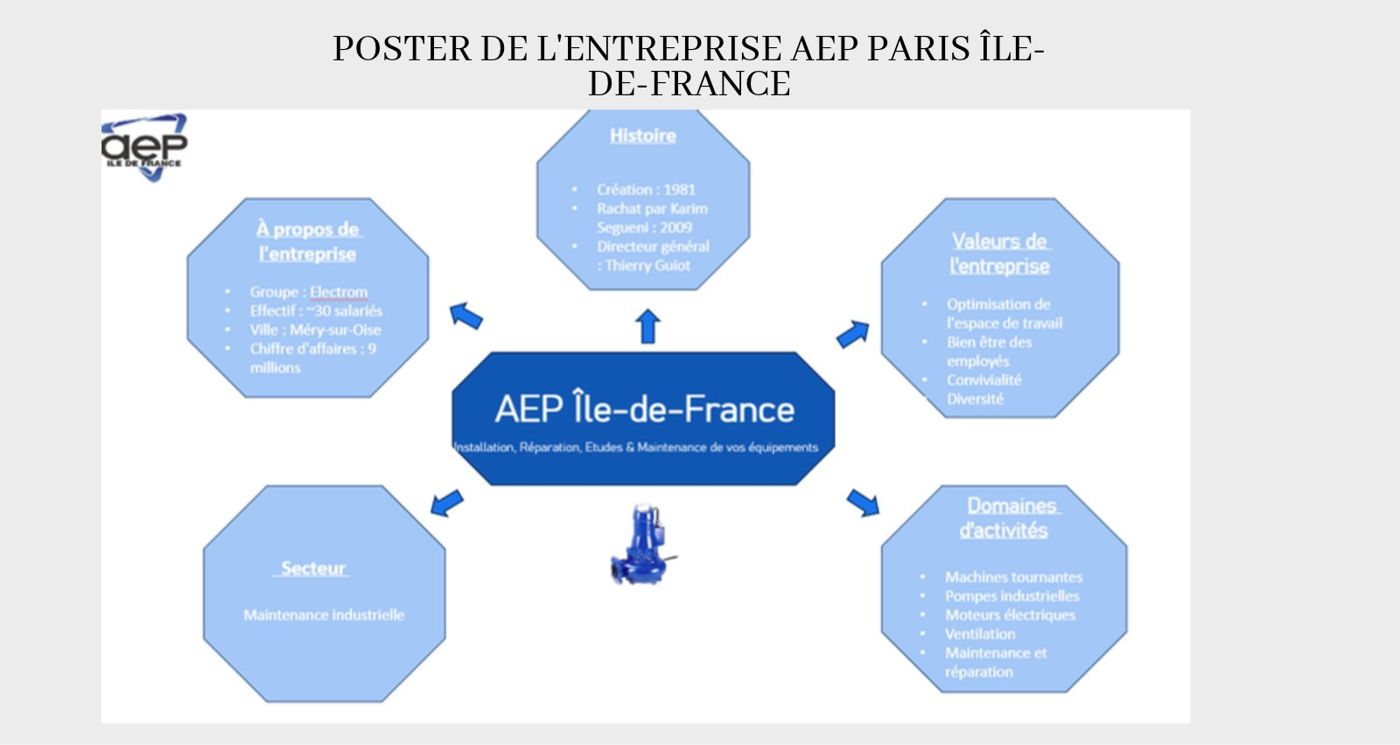 POSTER DE L'ENTREPRISE AEP PARIS ÎLE-
DE-FRANCE
aeP
ILE DE FRANCE
Histoire
• Création : 1981
• Rachat par Karim
Segueni : 2009
• Directeur général
: Thierry Guiot
À propos de
l'entreprise
• Groupe : Electrom
• Effectif : ~30 salariés
• Ville : Méry-sur-Oise
• Chiffre d'affaires : 9
millions
Valeurs de
l'entreprise
• Optimisation de
l'espace de travail
• Bien être des
employés
• Convivialité
• Diversité
AEP Île-de-France
Installation, Réparation, Etudes & Maintenance de vos équipements
Secteur
Maintenance industrielle
Domaines
d'activités
• Machines tournantes
• Pompes industrielles
• Moteurs électriques
• Ventilation
• Maintenance et
réparation